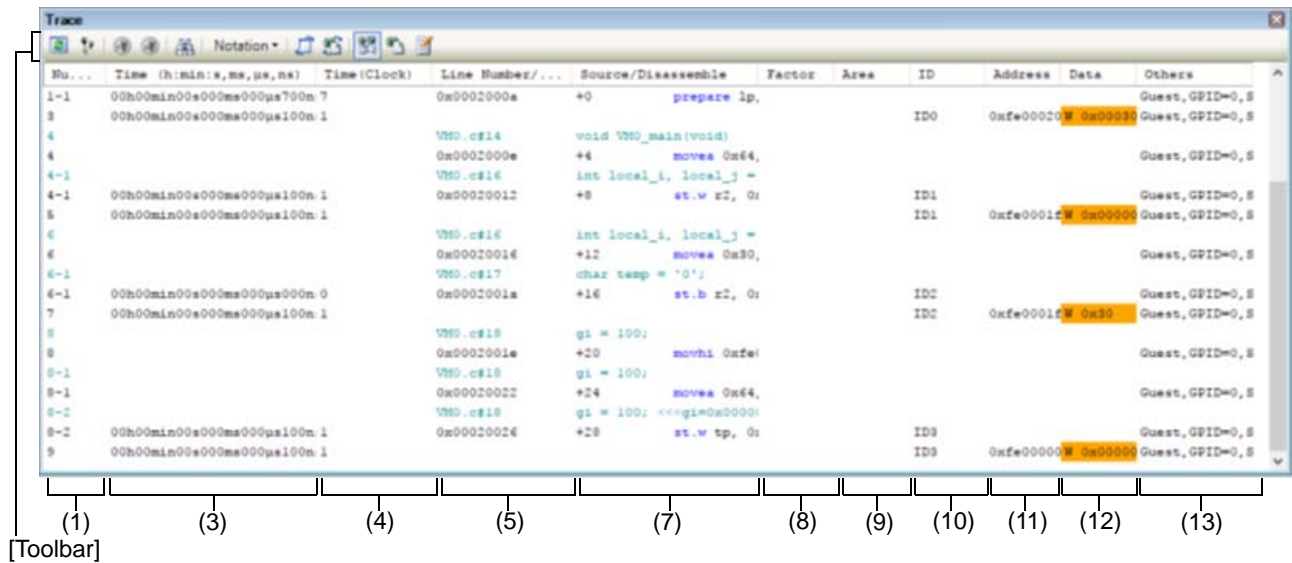 Trace
Notation
Nu... Time (h:min:s,ms,µs,ns) Time(Clock) Line Number/... Source/Disassemble Factor Area ID Address Data Others
1-1 00h00min00s000ms000µs700n: 7 0x0002000a +0 prepare lp, Guest,GPID=0,S
3 00h00min00s000ms000µs100n: 1 ID0 0xfe00020 W 0x00030 Guest,GPID=0,S
4 VM0.c#14 void VM0_main(void)
4 0x0002000e +4 movea 0x64, Guest,GPID=0,S
4-1 VM0.c#16 int local_i, local_j =
4-1 00h00min00s000ms000µs100n: 1 0x00020012 +8 st.w r2, 0: ID1 Guest,GPID=0,S
5 00h00min00s000ms000µs100n: 1 ID1 0xfe0001f W 0x00000 Guest,GPID=0,S
6 VM0.c#16 int local_i, local_j =
6 0x00020016 +12 movea 0x30, Guest,GPID=0,S
6-1 VM0.c#17 char temp = '0';
6-1 00h00min00s000ms000µs000n: 0 0x0002001a +16 st.b r2, 0: ID2 Guest,GPID=0,S
7 00h00min00s000ms000µs100n: 1 ID2 0xfe0001f W 0x30 Guest,GPID=0,S
8 VM0.c#18 gi = 100;
8 0x0002001e +20 movhi 0xfe( Guest,GPID=0,S
8-1 VM0.c#18 gi = 100;
8-1 0x00020022 +24 movea 0x64, Guest,GPID=0,S
8-2 VM0.c#18 gi = 100; <<<gi=0x0000(
8-2 00h00min00s000ms000µs100n: 1 0x00020026 +28 st.w tp, 0: ID3 Guest,GPID=0,S
9 00h00min00s000ms000µs100n: 1 ID3 0xfe00000 W 0x00000 Guest,GPID=0,S
(1) (3) (4) (5) (7) (8) (9) (10) (11) (12) (13)
[Toolbar]